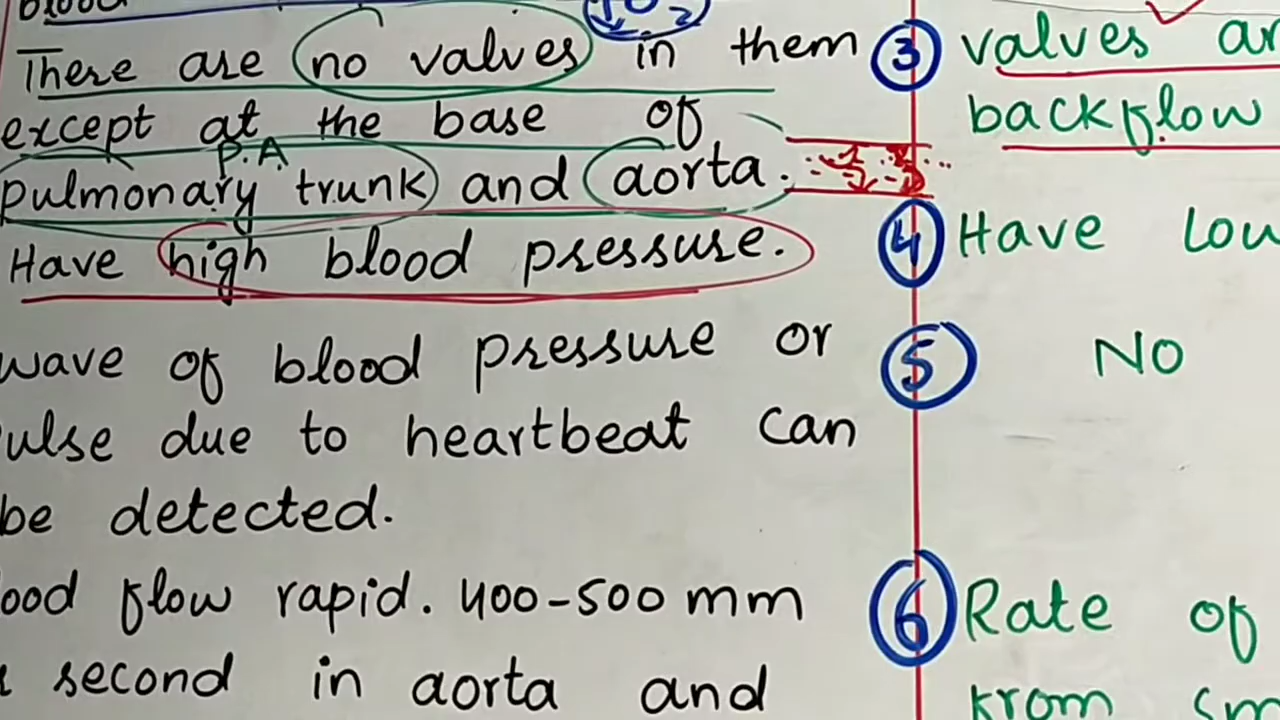 blood
There are no valves in them
except at the base of
P.A
pulmonary trunk and aorta.
Have high blood pressure.
wave of blood pressure or
ulse due to heartbeat can
be detected.
ood flow rapid. 400-500 mm
second in aorta and
3 valves ar
backflow
4 Have Low
5 NO
6 Rate of
from sm